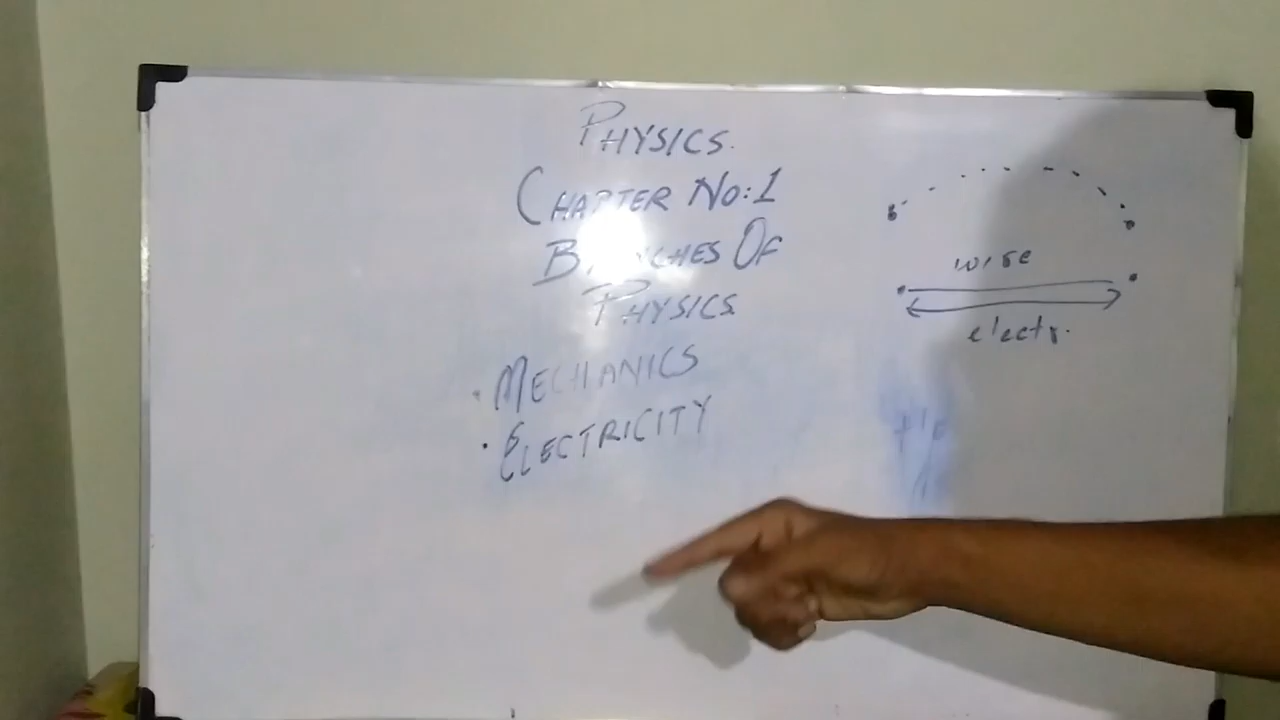 PHYSICS.
CHAPTER No:1
BRANCHES OF
PHYSICS
• MECHANICS
• ELECTRICITY
wire
electr.